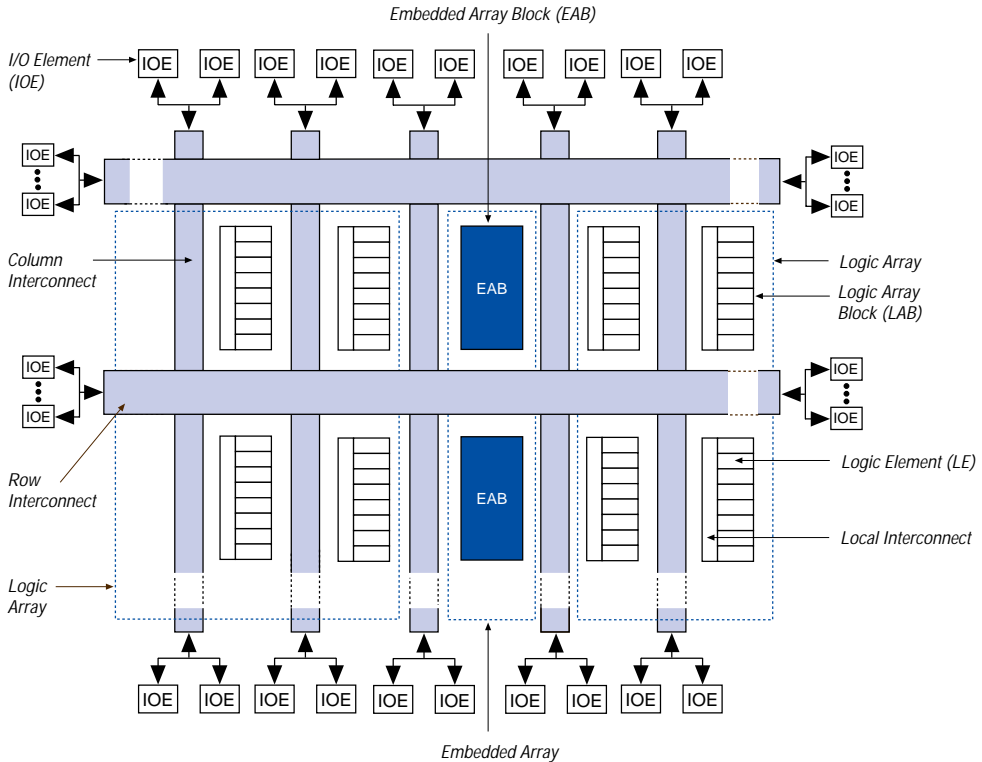 Embedded Array Block (EAB)
I/O Element
(IOE)
IOE IOE IOE IOE IOE IOE IOE IOE IOE IOE
IOE
IOE
IOE
IOE
Column
Interconnect
EAB
Logic Array
Logic Array
Block (LAB)
IOE
IOE
IOE
IOE
Row
Interconnect
EAB
Logic Element (LE)
Local Interconnect
Logic
Array
IOE IOE IOE IOE IOE IOE IOE IOE IOE IOE
Embedded Array